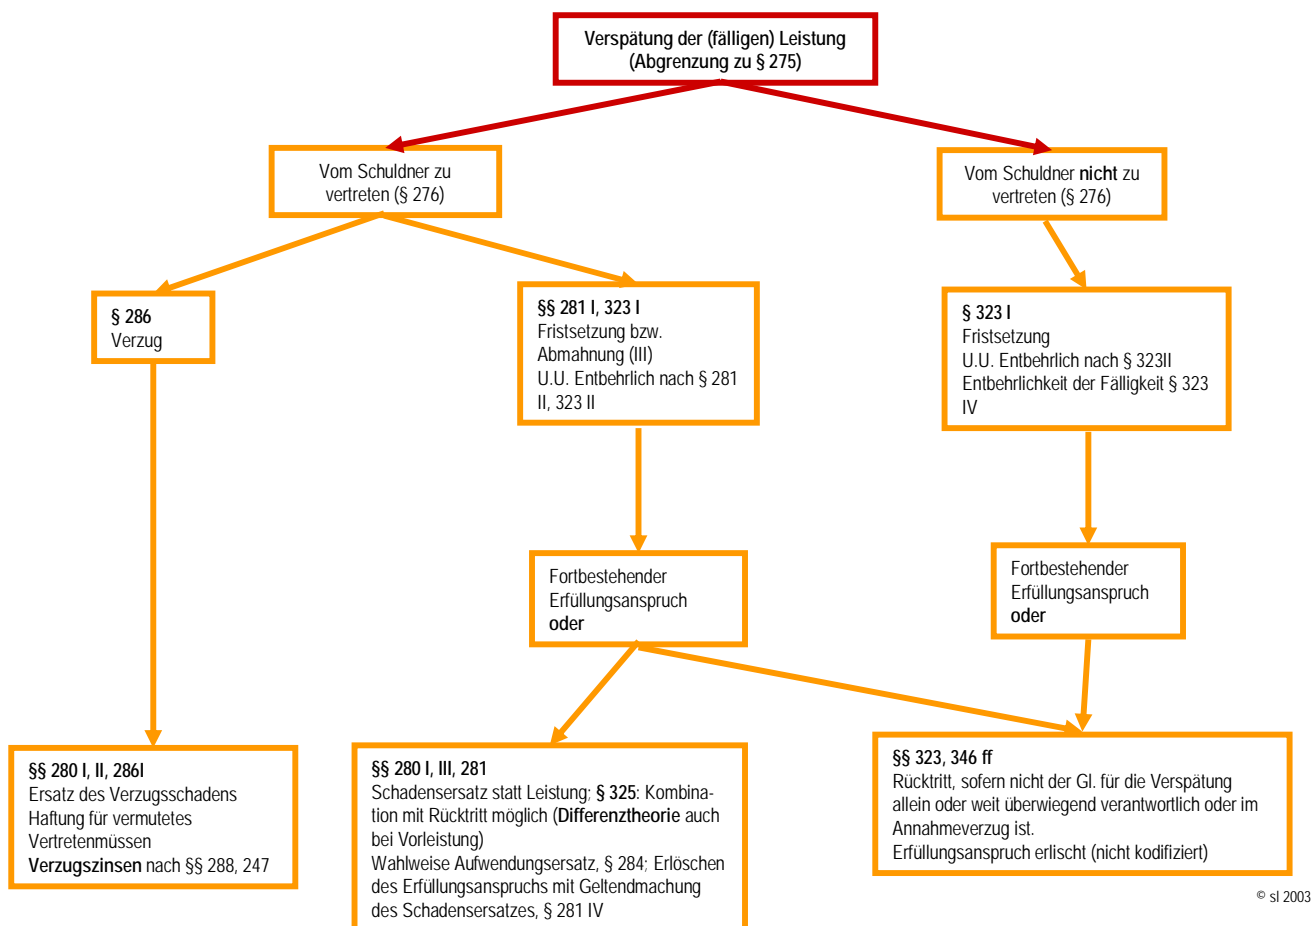 Verspätung der (fälligen) Leistung
(Abgrenzung zu § 275)
Vom Schuldner zu
vertreten (§ 276)
Vom Schuldner nicht zu
vertreten (§ 276)
§ 286
Verzug
§§ 281 I, 323 I
Fristsetzung bzw.
Abmahnung (III)
U.U. Entbehrlich nach § 281
II, 323 II
§ 323 I
Fristsetzung
U.U. Entbehrlich nach § 323II
Entbehrlichkeit der Fälligkeit § 323
IV
Fortbestehender
Erfüllungsanspruch
oder
Fortbestehender
Erfüllungsanspruch
oder
§§ 280 I, II, 286I
Ersatz des Verzugsschadens
Haftung für vermutetes
Vertretenmüssen
Verzugszinsen nach §§ 288, 247
§§ 280 I, III, 281
Schadensersatz statt Leistung; § 325: Kombina-
tion mit Rücktritt möglich (Differenztheorie auch
bei Vorleistung)
Wahlweise Aufwendungsersatz, § 284; Erlöschen
des Erfüllungsanspruchs mit Geltendmachung
des Schadensersatzes, § 281 IV
§§ 323, 346 ff
Rücktritt, sofern nicht der Gl. für die Verspätung
allein oder weit überwiegend verantwortlich oder im
Annahmeverzug ist.
Erfüllungsanspruch erlischt (nicht kodifiziert)
© sl 2003